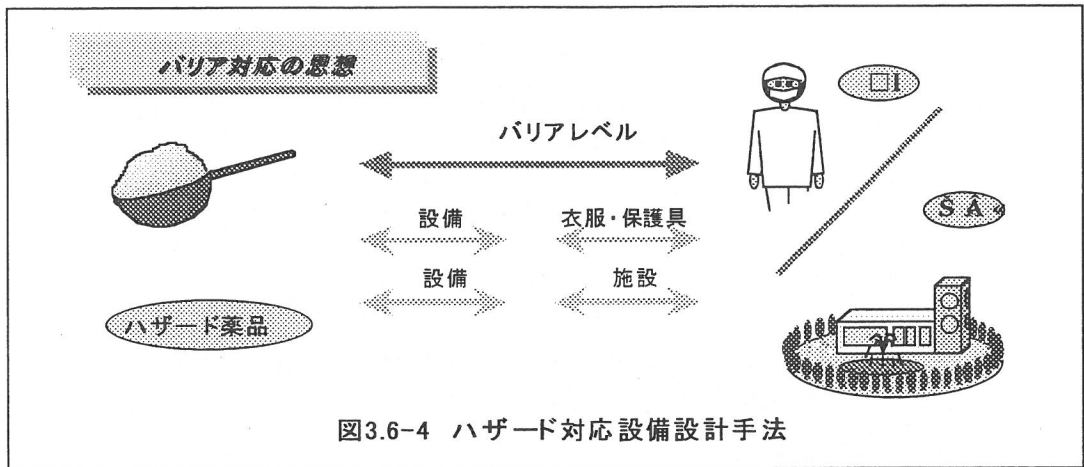 バリア対応の思想
□I
バリアレベル
設備
衣服・保護具
Š Â «
設備
施設
ハザード薬品
図3.6-4 ハザード対応設備設計手法